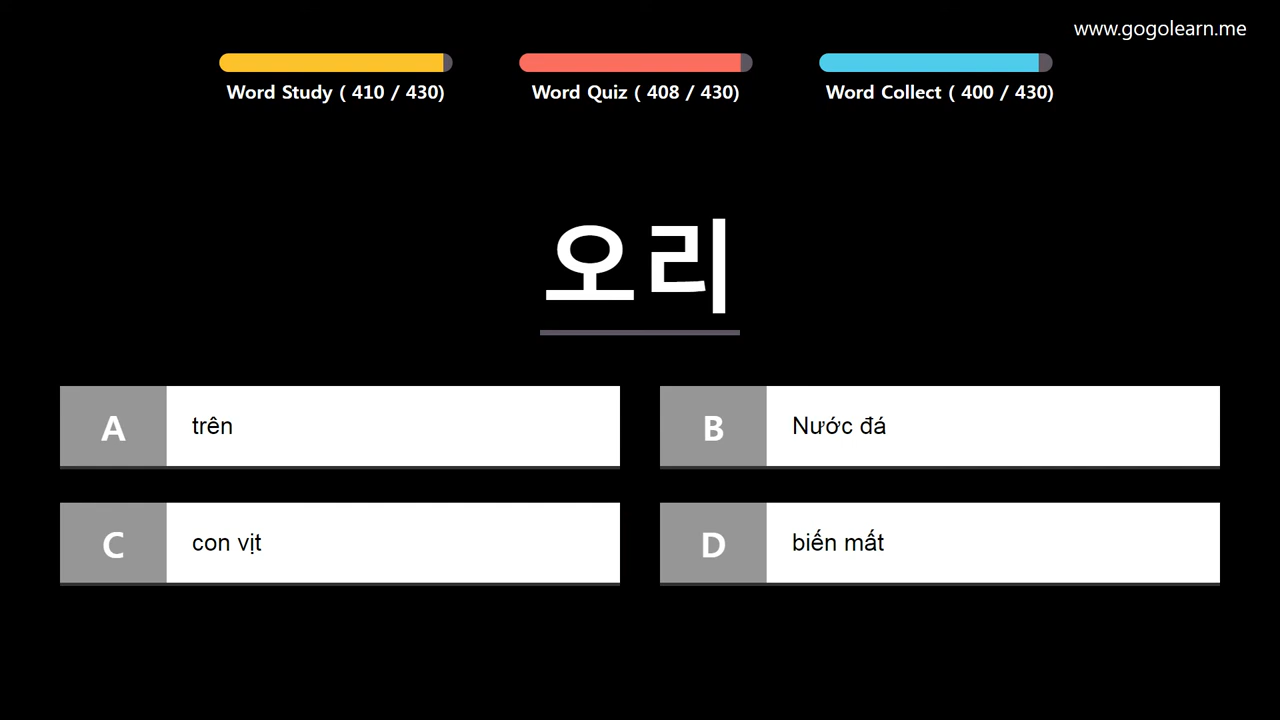 www.gogolearn.me
Word Study ( 410 / 430)
Word Quiz ( 408 / 430)
Word Collect ( 400 / 430)
오리
A trên
B Nước đá
C con vịt
D biến mất